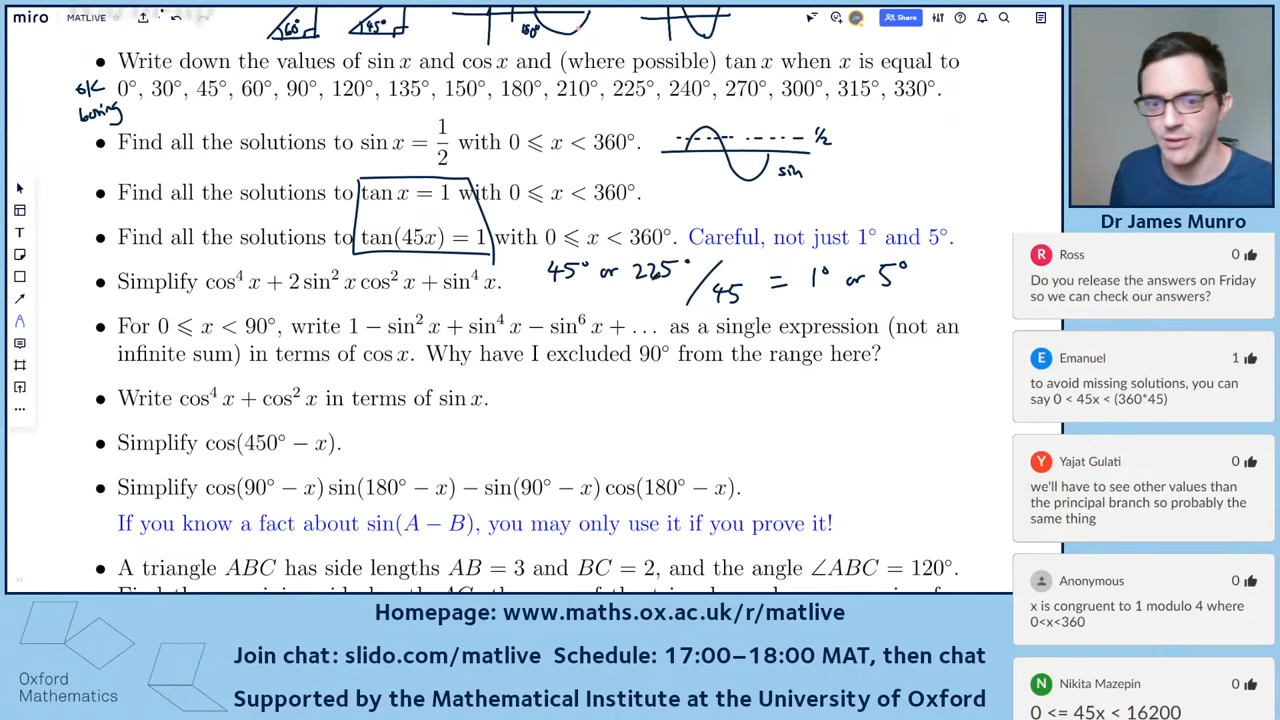 miro MATLIVE Share
60° 45° 180°
• Write down the values of sin x and cos x and (where possible) tan x when x is equal to
0°, 30°, 45°, 60°, 90°, 120°, 135°, 150°, 180°, 210°, 225°, 240°, 270°, 300°, 315°, 330°.
boring
• Find all the solutions to sin x = 1/2 with 0 ⩽ x < 360°.
1/2
sin
• Find all the solutions to tan x = 1 with 0 ⩽ x < 360°.
• Find all the solutions to tan(45x) = 1 with 0 ⩽ x < 360°. Careful, not just 1° and 5°.
45° or 225° / 45 = 1° or 5°
• Simplify cos⁴ x + 2 sin² x cos² x + sin⁴ x.
• For 0 ⩽ x < 90°, write 1 − sin² x + sin⁴ x − sin⁶ x + . . . as a single expression (not an
infinite sum) in terms of cos x. Why have I excluded 90° from the range here?
• Write cos⁴ x + cos² x in terms of sin x.
• Simplify cos(450° − x).
• Simplify cos(90° − x) sin(180° − x) − sin(90° − x) cos(180° − x).
If you know a fact about sin(A − B), you may only use it if you prove it!
• A triangle ABC has side lengths AB = 3 and BC = 2, and the angle ∠ABC = 120°.
Dr James Munro
R Ross 0
Do you release the answers on Friday
so we can check our answers?
E Emanuel 1
to avoid missing solutions, you can
say 0 < 45x < (360*45)
Y Yajat Gulati 0
we'll have to see other values than
the principal branch so probably the
same thing
Anonymous 0
x is congruent to 1 modulo 4 where
0<x<360
N Nikita Mazepin 0
0 <= 45x < 16200
Homepage: www.maths.ox.ac.uk/r/matlive
Join chat: slido.com/matlive Schedule: 17:00–18:00 MAT, then chat
Supported by the Mathematical Institute at the University of Oxford
Oxford
Mathematics